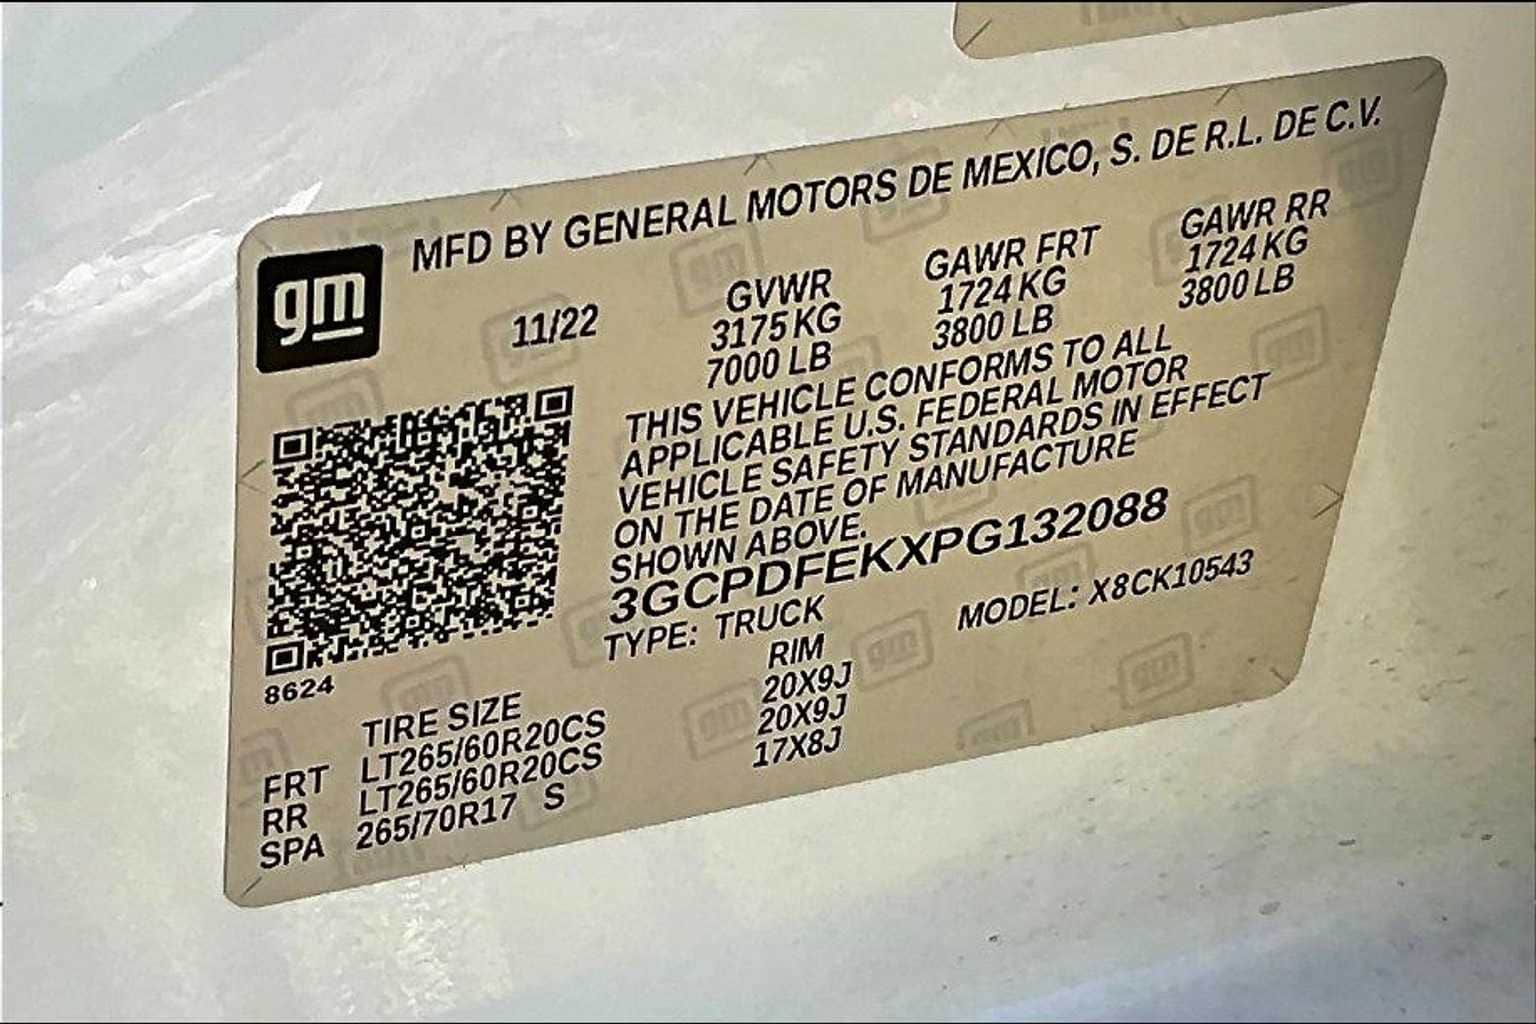 MFD BY GENERAL MOTORS DE MEXICO, S. DE R.L. DE C.V.
gm
11/22
GVWR
3175 KG
7000 LB
GAWR FRT
1724 KG
3800 LB
GAWR RR
1724 KG
3800 LB
THIS VEHICLE CONFORMS TO ALL
APPLICABLE U.S. FEDERAL MOTOR
VEHICLE SAFETY STANDARDS IN EFFECT
ON THE DATE OF MANUFACTURE
SHOWN ABOVE.
3GCPDFEKXPG132088
TYPE: TRUCK
MODEL: X8CK10543
8624
TIRE SIZE RIM
FRT LT265/60R20CS 20X9J
RR LT265/60R20CS 20X9J
SPA 265/70R17 S 17X8J